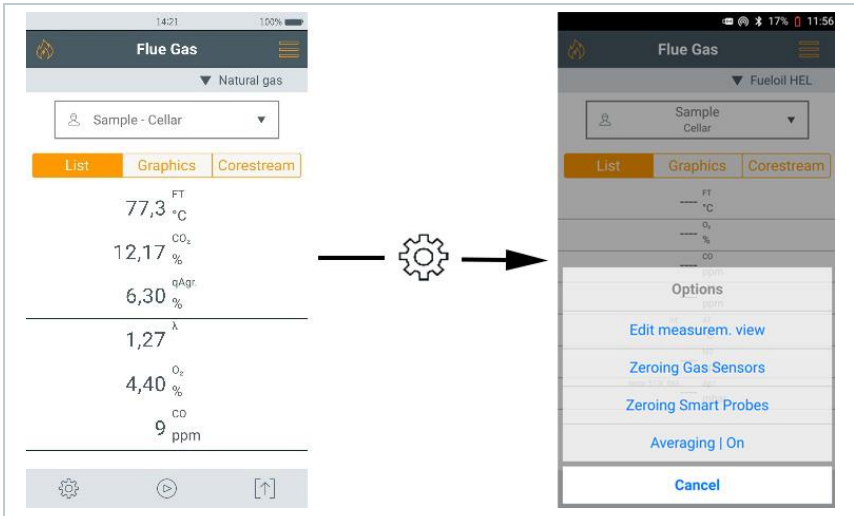 14:21 100%
Flue Gas
Natural gas
Sample - Cellar
List Graphics Corestream
FT
77,3 °C
CO₂
12,17 %
qAgr.
6,30 %
λ
1,27
O₂
4,40 %
CO
9 ppm
17% 11:56
Flue Gas
Fueloil HEL
Sample
Cellar
List Graphics Corestream
FT
---- °C
O₂
---- %
CO
---- ppm
ppm
Options
Edit measurem. view
Zeroing Gas Sensors
Zeroing Smart Probes
Averaging | On
Cancel